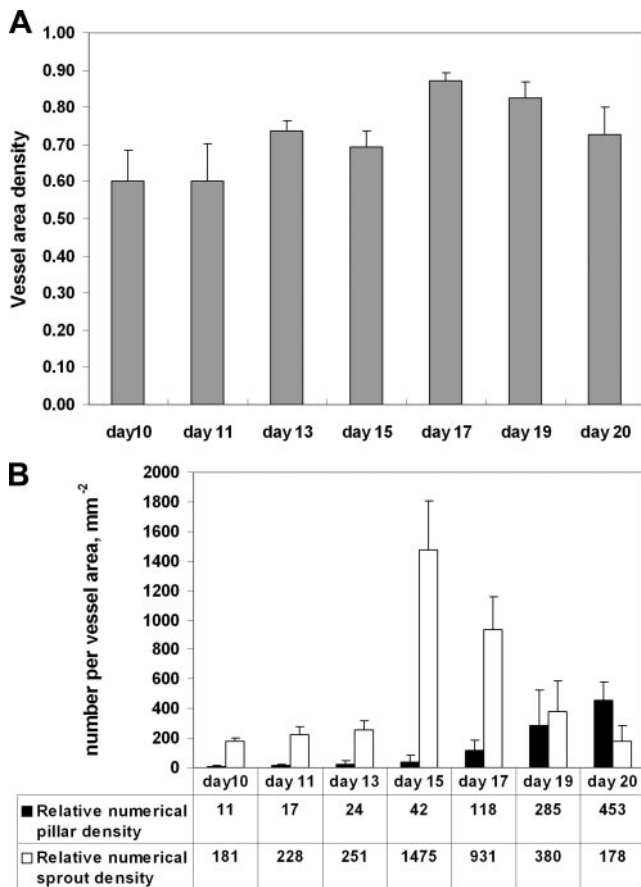 A
Vessel area density
1.00
0.90
0.80
0.70
0.60
0.50
0.40
0.30
0.20
0.10
0.00
day10 day 11 day 13 day 15 day 17 day 19 day 20
B
number per vessel area, mm-2
2000
1800
1600
1400
1200
1000
800
600
400
200
0
day10 day 11 day 13 day 15 day 17 day 19 day 20
Relative numerical pillar density 11 17 24 42 118 285 453
Relative numerical sprout density 181 228 251 1475 931 380 178